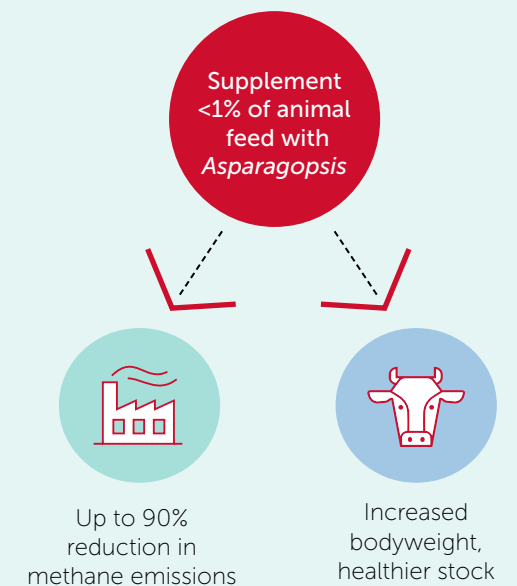 Supplement
<1% of animal
feed with
Asparagopsis
Up to 90%
reduction in
methane emissions
Increased
bodyweight,
healthier stock